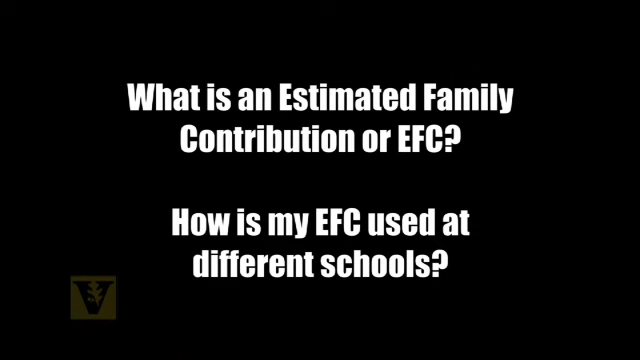 What is an Estimated Family
Contribution or EFC?
How is my EFC used at
different schools?
V